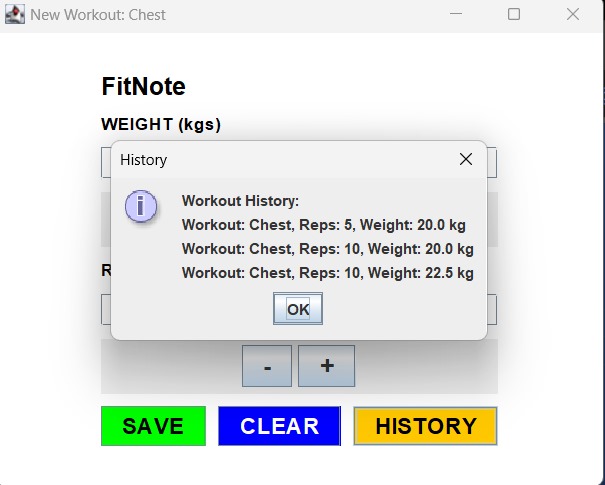 New Workout: Chest
FitNote
WEIGHT (kgs)
History
Workout History:
Workout: Chest, Reps: 5, Weight: 20.0 kg
Workout: Chest, Reps: 10, Weight: 20.0 kg
Workout: Chest, Reps: 10, Weight: 22.5 kg
OK
- +
SAVE CLEAR HISTORY